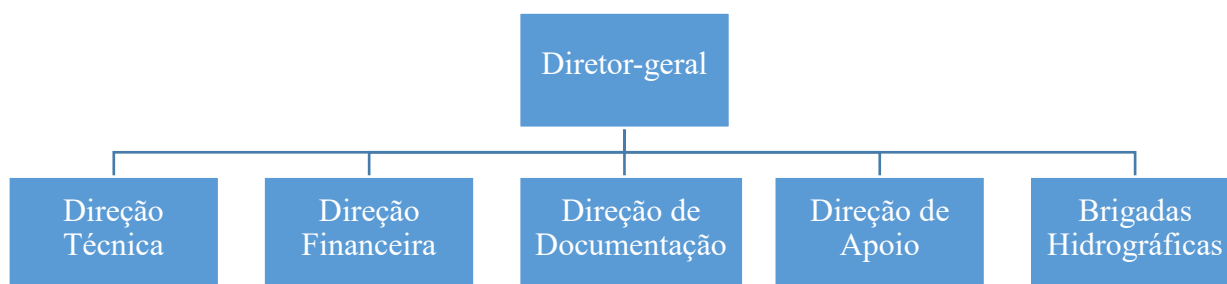 Diretor-geral
Direção
Técnica
Direção
Financeira
Direção de
Documentação
Direção de
Apoio
Brigadas
Hidrográficas